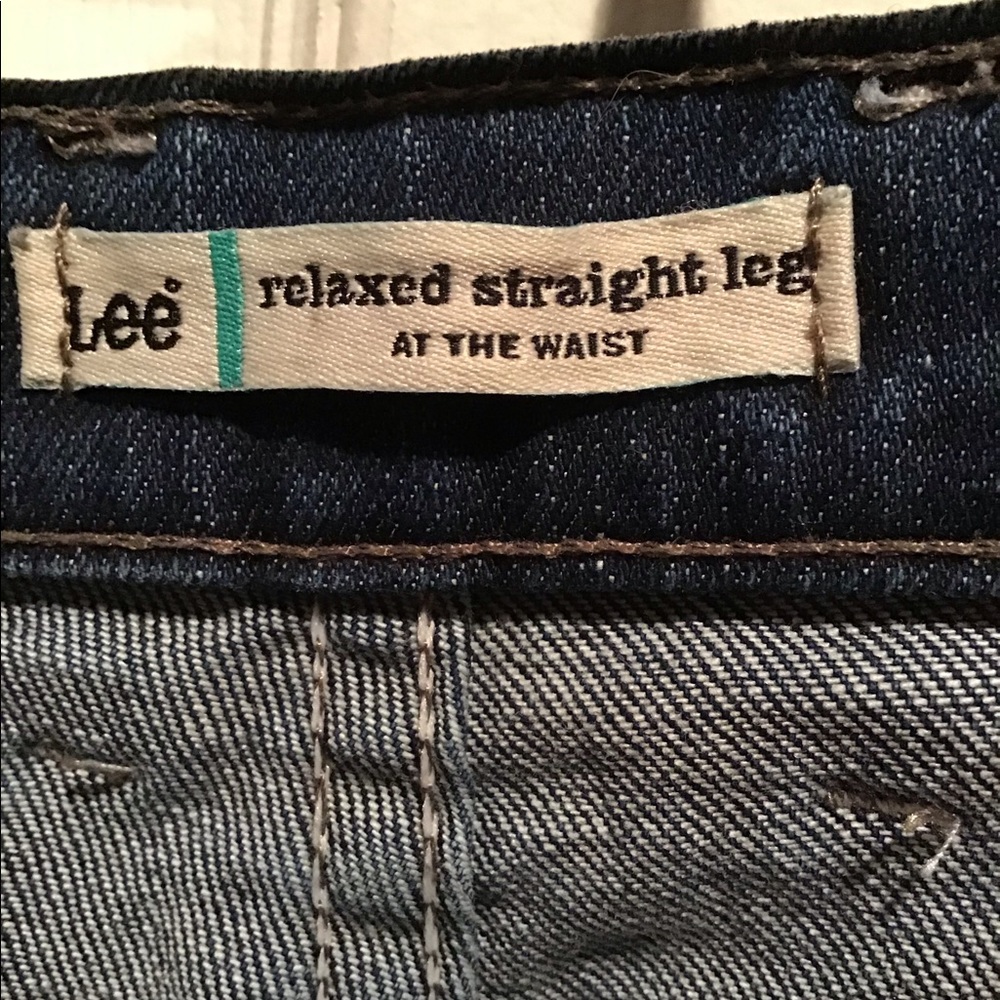 Lee®
relaxed straight leg
AT THE WAIST